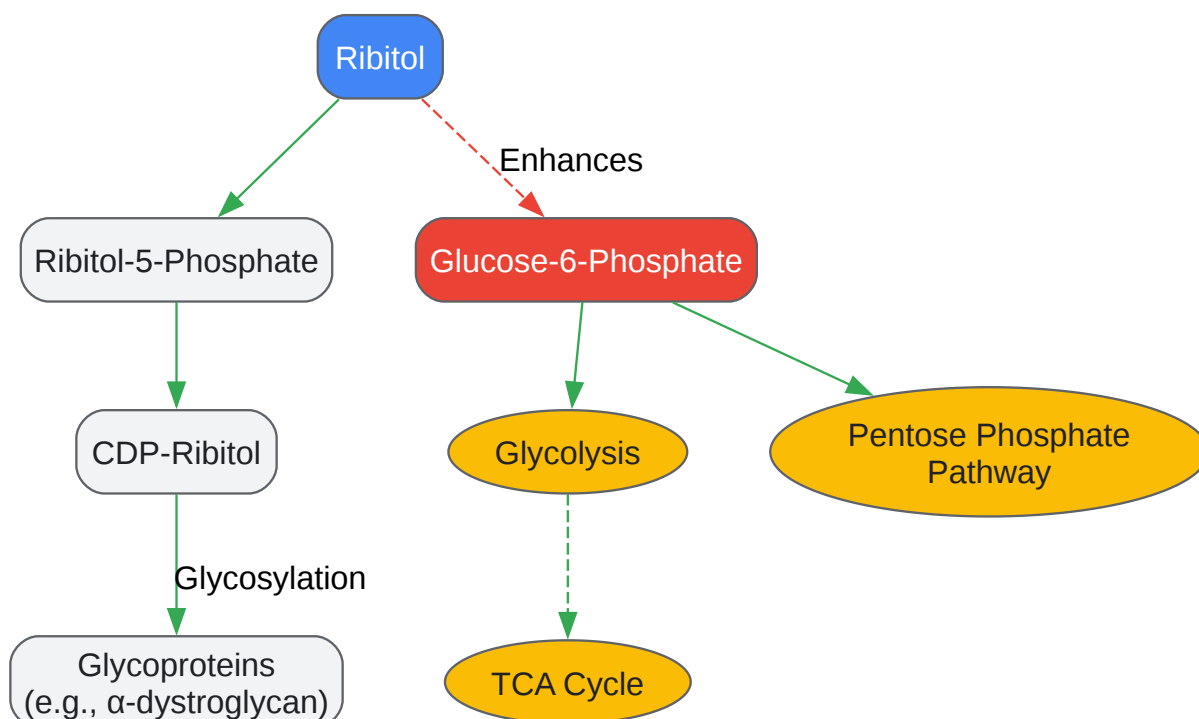 Ribitol
Enhances
Ribitol-5-Phosphate
Glucose-6-Phosphate
CDP-Ribitol
Glycolysis
Pentose Phosphate
Pathway
Glycosylation
Glycoproteins
(e.g., α-dystroglycan)
TCA Cycle